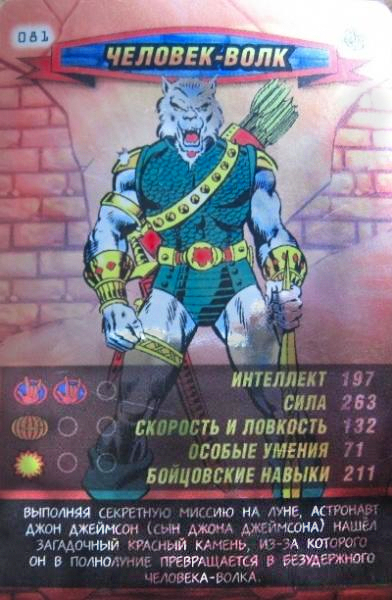 081
ЧЕЛОВЕК-ВОЛК
ИНТЕЛЛЕКТ 197
СИЛА 263
СКОРОСТЬ И ЛОВКОСТЬ 132
ОСОБЫЕ УМЕНИЯ 71
БОЙЦОВСКИЕ НАВЫКИ 211
ВЫПОЛНЯЯ СЕКРЕТНУЮ МИССИЮ НА ЛУНЕ, АСТРОНАВТ
ДЖОН ДЖЕЙМСОН (СЫН ДЖОНА ДЖЕЙМСОНА) НАШЁЛ
ЗАГАДОЧНЫЙ КРАСНЫЙ КАМЕНЬ, ИЗ-ЗА КОТОРОГО
ОН В ПОЛНОЛУНИЕ ПРЕВРАЩАЕТСЯ В БЕЗУДЕРЖНОГО
ЧЕЛОВЕКА-ВОЛКА.